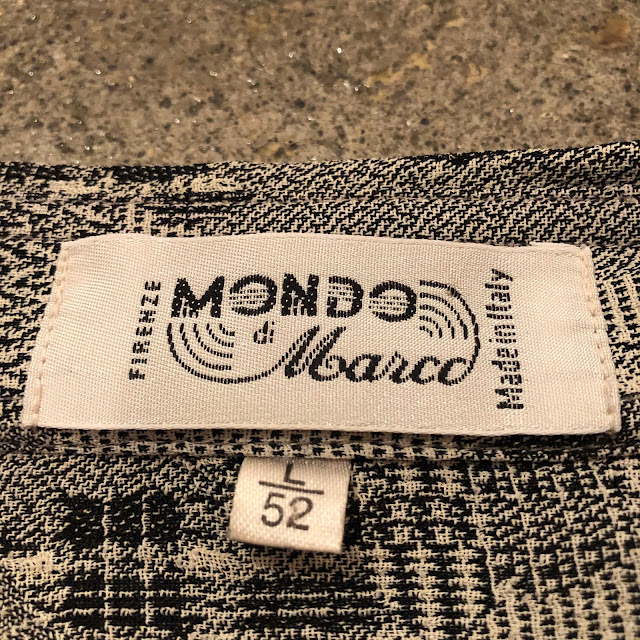 FIRENZE
MONDO
di
Marco
Made in Italy
L
52